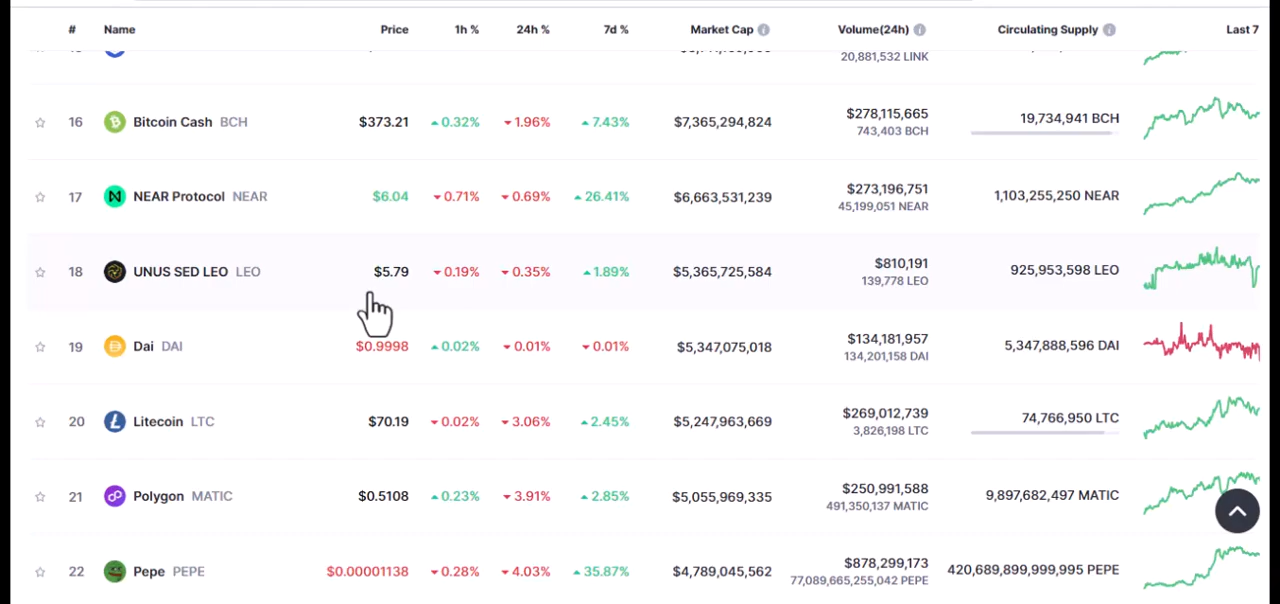 # Name Price 1h % 24h % 7d % Market Cap Volume(24h) Circulating Supply Last 7
20,881,532 LINK
16 Bitcoin Cash BCH $373.21 0.32% 1.96% 7.43% $7,365,294,824 $278,115,665 19,734,941 BCH
743,403 BCH
17 NEAR Protocol NEAR $6.04 0.71% 0.69% 26.41% $6,663,531,239 $273,196,751 1,103,255,250 NEAR
45,199,051 NEAR
18 UNUS SED LEO LEO $5.79 0.19% 0.35% 1.89% $5,365,725,584 $810,191 925,953,598 LEO
139,778 LEO
19 Dai DAI $0.9998 0.02% 0.01% 0.01% $5,347,075,018 $134,181,957 5,347,888,596 DAI
134,201,158 DAI
20 Litecoin LTC $70.19 0.02% 3.06% 2.45% $5,247,963,669 $269,012,739 74,766,950 LTC
3,826,198 LTC
21 Polygon MATIC $0.5108 0.23% 3.91% 2.85% $5,055,969,335 $250,991,588 9,897,682,497 MATIC
491,350,137 MATIC
22 Pepe PEPE $0.00001138 0.28% 4.03% 35.87% $4,789,045,562 $878,299,173 420,689,899,999,995 PEPE
77,089,665,255,042 PEPE